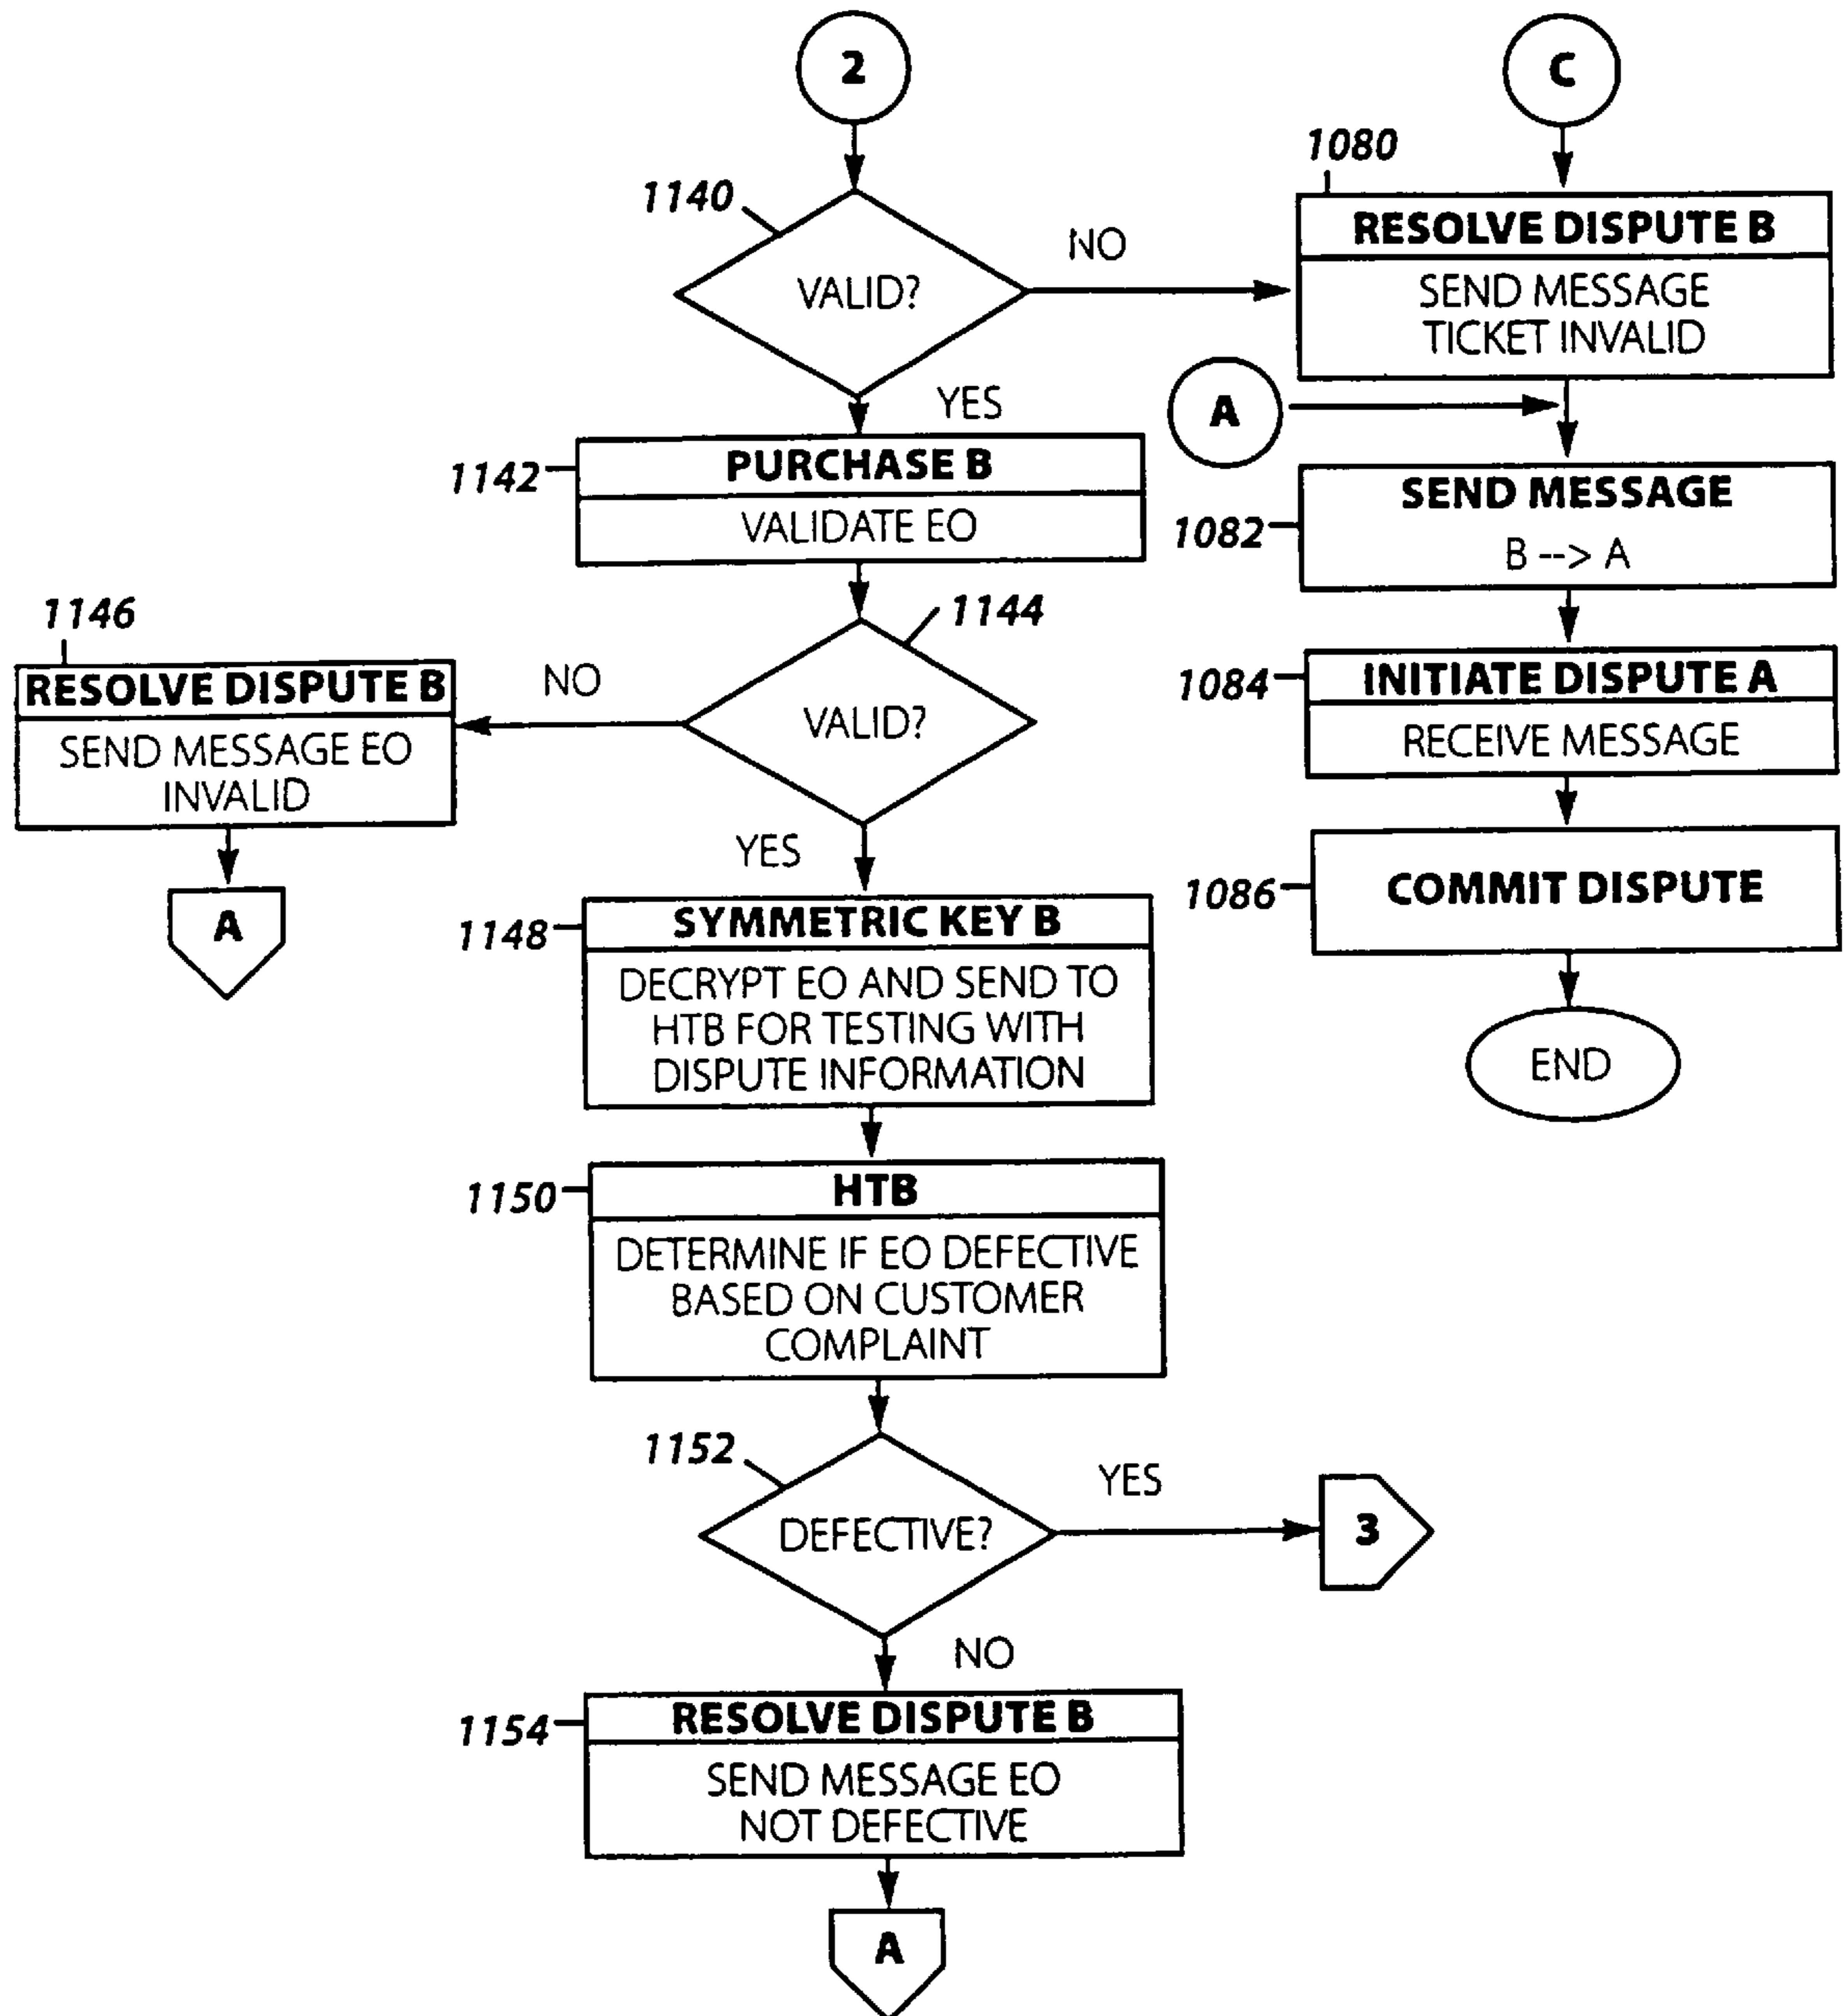 2
C
1080
1140
RESOLVE DISPUTE B
NO
VALID?
SEND MESSAGE
TICKET INVALID
YES
A
1142
PURCHASE B
VALIDATE EO
SEND MESSAGE
1082
B --> A
1146
1144
RESOLVE DISPUTE B
NO
VALID?
SEND MESSAGE EO
INVALID
1084
INITIATE DISPUTE A
RECEIVE MESSAGE
YES
A
1086
COMMIT DISPUTE
1148
SYMMETRIC KEY B
DECRYPT EO AND SEND TO
HTB FOR TESTING WITH
DISPUTE INFORMATION
END
1150
HTB
DETERMINE IF EO DEFECTIVE
BASED ON CUSTOMER
COMPLAINT
1152
YES
DEFECTIVE?
3
NO
1154
RESOLVE DISPUTE B
SEND MESSAGE EO
NOT DEFECTIVE
A